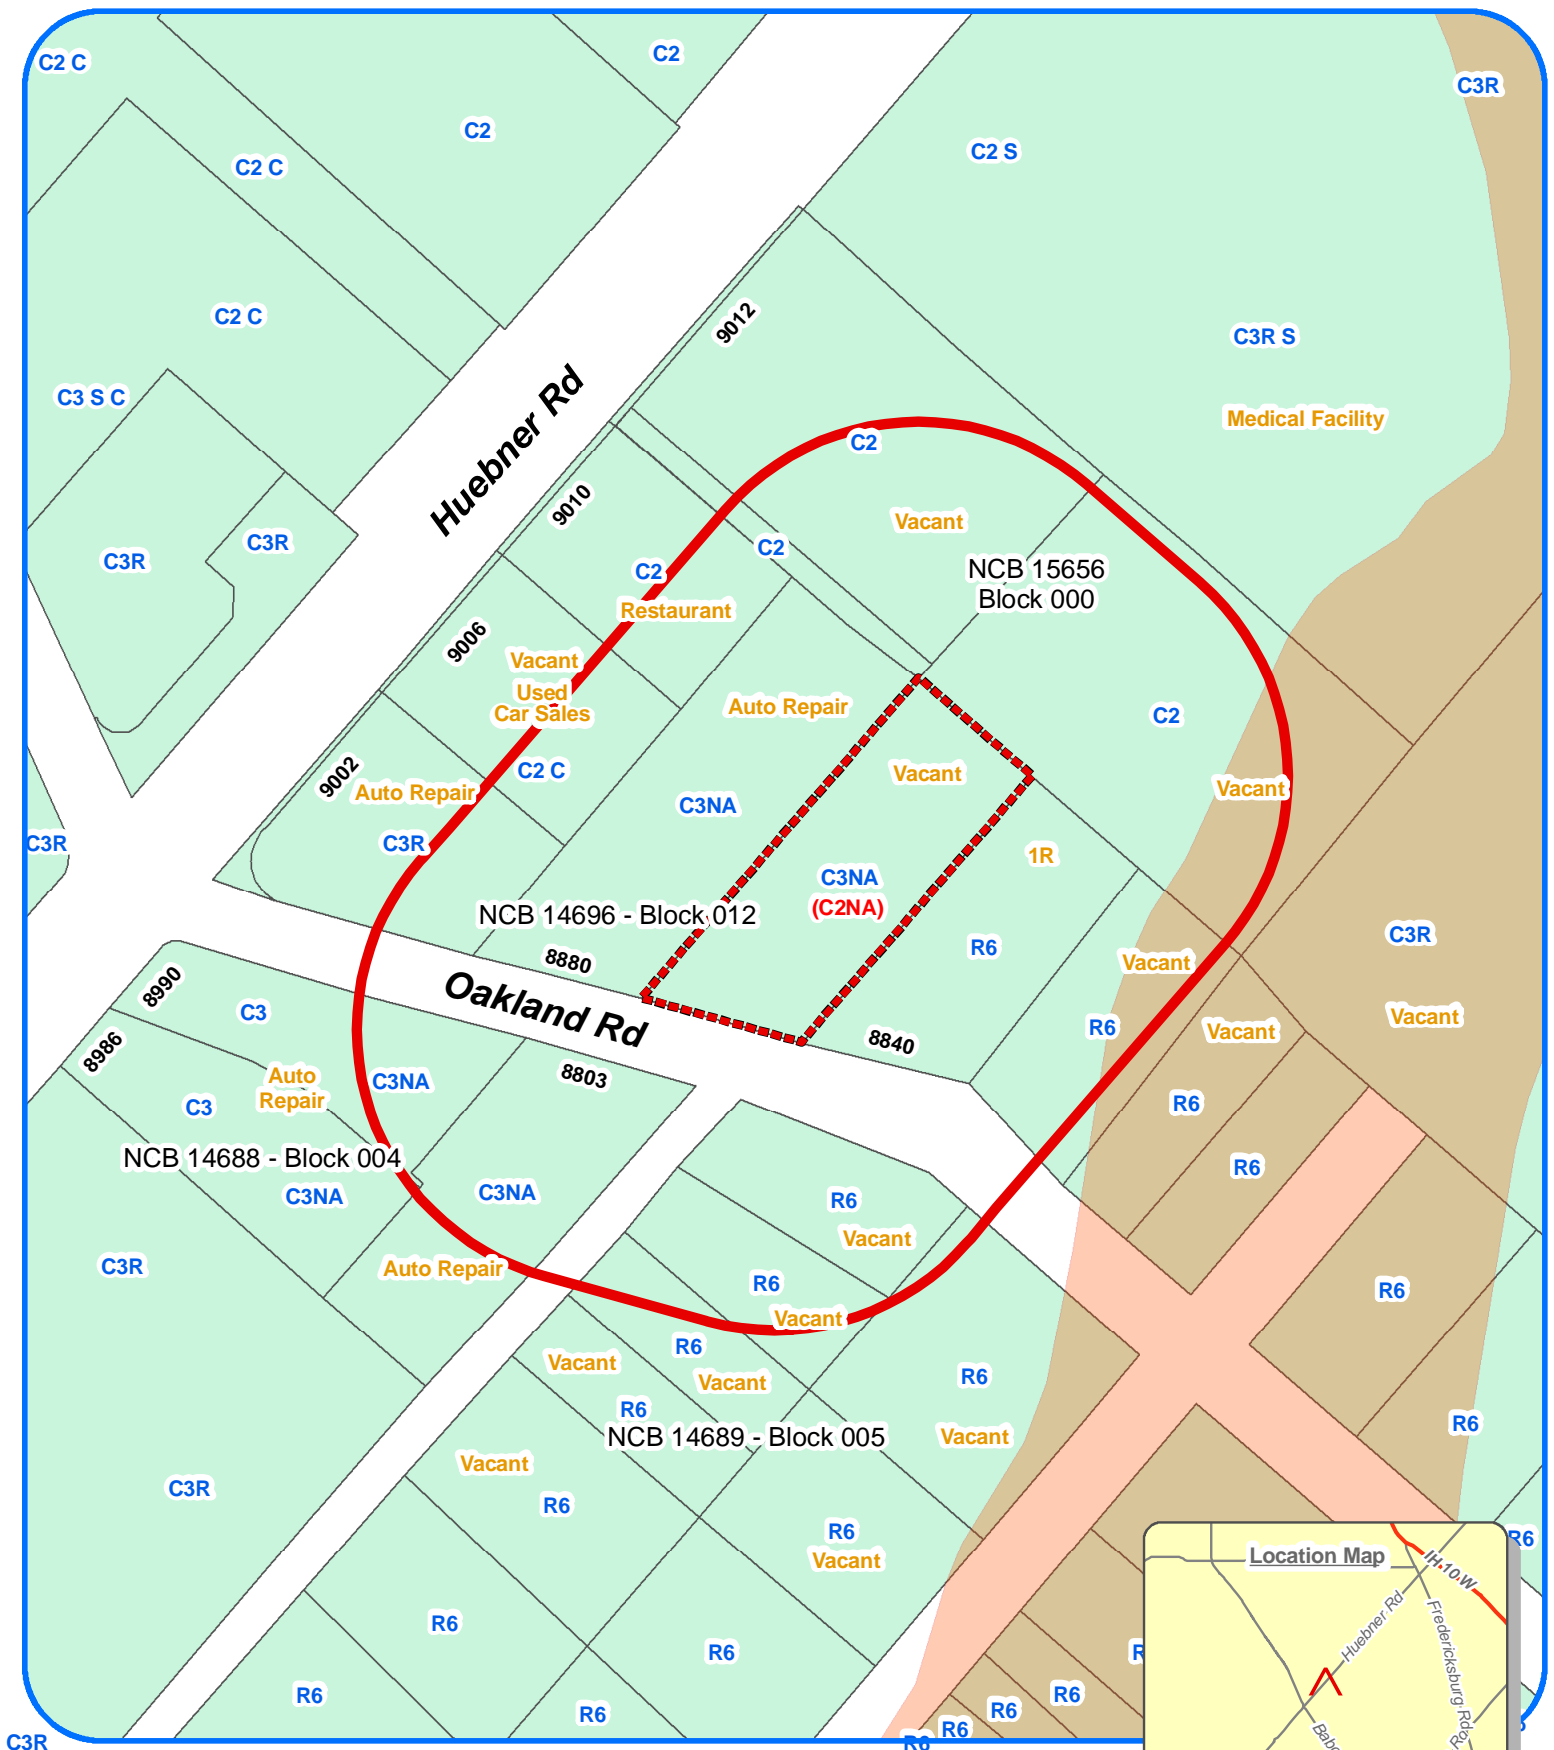 C2
C2 C
C3R
C2
C2 S
C2 C
9012
C2 C
C3R S
Huebner Rd
C3 S C
Medical Facility
C2
9010
Vacant
C3R
C2
C3R
C2
NCB 15656
Block 000
Restaurant
9006
Vacant
Used
Car Sales
Auto Repair
C2
9002
C2 C
Vacant
Vacant
Auto Repair
C3NA
C3R
C3R
1R
C3NA
(C2NA)
NCB 14696 - Block 012
C3R
R6
8880
Vacant
8990
Oakland Rd
C3
Vacant
R6
Vacant
8986
8840
Auto
Repair
8803
C3NA
C3
R6
NCB 14688 - Block 004
R6
C3NA
C3NA
R6
Vacant
C3R
Auto Repair
R6
R6
Vacant
R6
Vacant
R6
Vacant
R6
R6
NCB 14689 - Block 005
Vacant
Vacant
C3R
R6
R6
Vacant
R6
Location Map
IH 10 W
Huebner Rd
Fredericksburg Rd
R6
R6
R6
R6
R6
R6
R6
R6
C3R